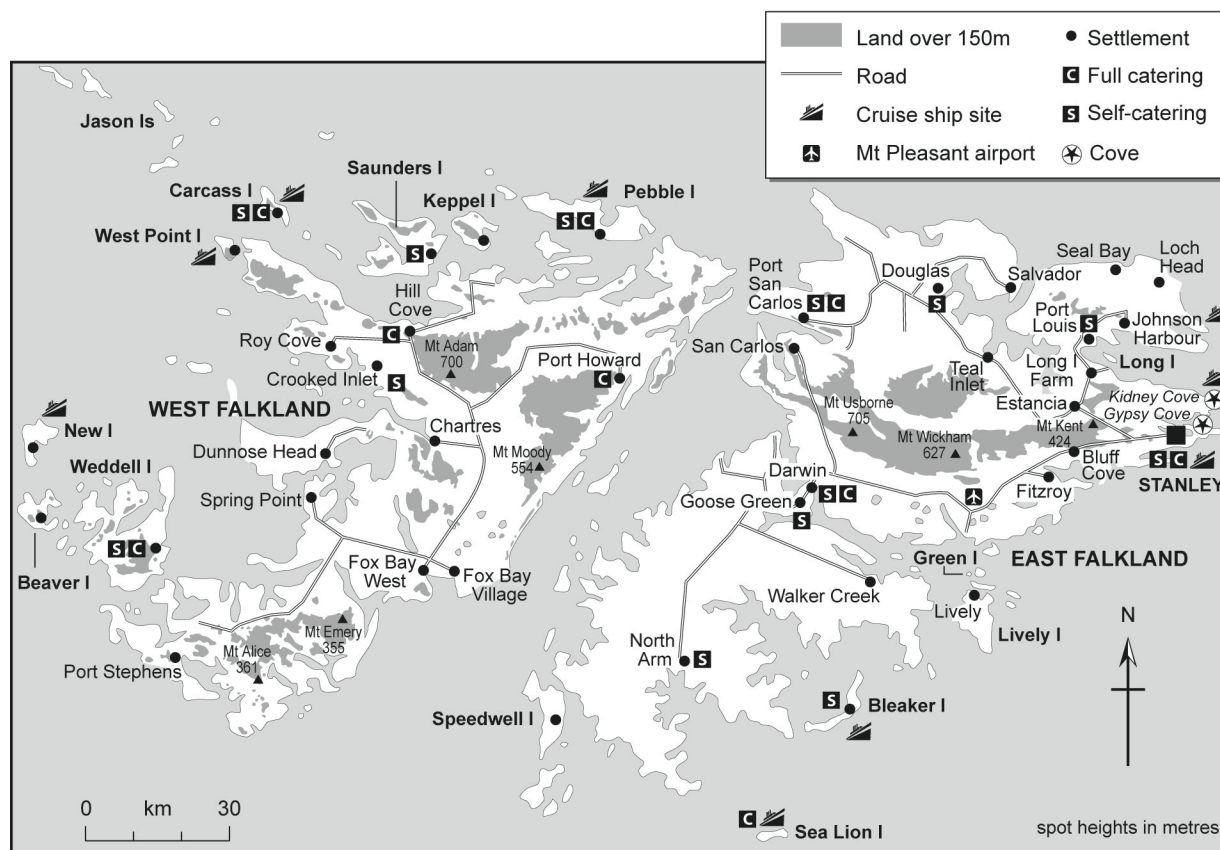 Land over 150m
Settlement
Road
C Full catering
Cruise ship site
S Self-catering
Mt Pleasant airport
Cove
Jason Is
Carcass I
S C
West Point I
Saunders I
S
Keppel I
Pebble I
S C
Hill
Cove
C
Roy Cove
Mt Adam
700
Crooked Inlet
S
Port Howard
C
WEST FALKLAND
Chartres
Dunnose Head
Mt Moody
554
New I
Weddell I
S C
Beaver I
Spring Point
Fox Bay
West
Fox Bay
Village
Mt Emery
355
Mt Alice
361
Port Stephens
Speedwell I
Port
San
Carlos
S C
San Carlos
Douglas
S
Salvador
Seal Bay
Loch
Head
Port
Louis
S
Johnson
Harbour
Long I
Farm
Long I
Teal
Inlet
Estancia
Kidney Cove
Gypsy Cove
Mt Usborne
705
Mt Wickham
627
Mt Kent
424
Bluff
Cove
S C
STANLEY
Fitzroy
Darwin
S C
Goose Green
S
EAST FALKLAND
Green I
Walker Creek
Lively
Lively I
North
Arm
S
S
Bleaker I
C
Sea Lion I
N
0 km 30
spot heights in metres